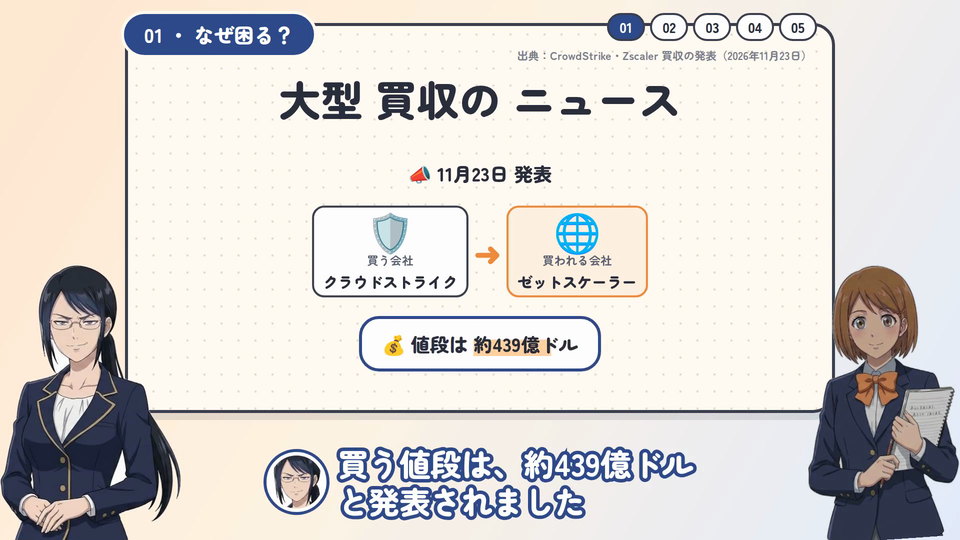 01 ・ なぜ困る？
01 02 03 04 05
出典：CrowdStrike・Zscaler 買収の発表（2026年11月23日）
大型 買収の ニュース
11月23日 発表
買う会社
クラウドストライク
買われる会社
ゼットスケーラー
値段は 約439億ドル
買う値段は、約439億ドル
と発表されました